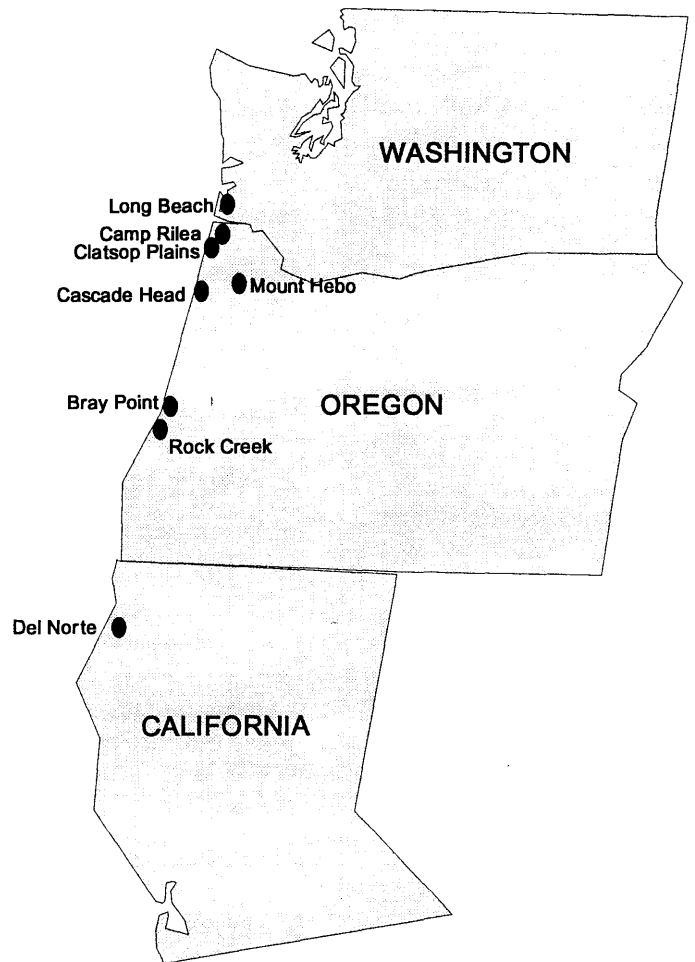 WASHINGTON
Long Beach
Camp Rilea
Clatsop Plains
Cascade Head
Mount Hebo
Bray Point
OREGON
Rock Creek
Del Norte
CALIFORNIA